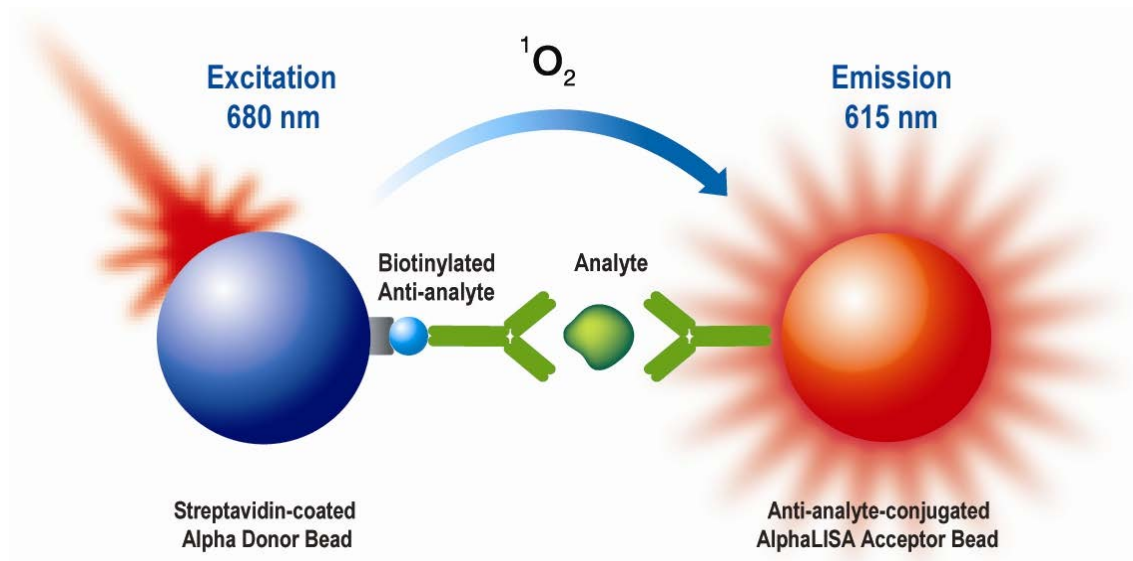 ¹O₂
Excitation
680 nm
Emission
615 nm
Biotinylated
Anti-analyte
Analyte
Streptavidin-coated
Alpha Donor Bead
Anti-analyte-conjugated
AlphaLISA Acceptor Bead